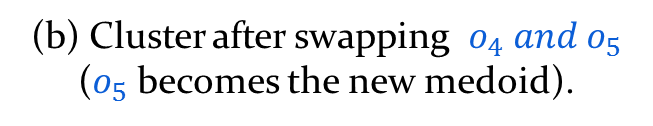 (b) Cluster after swapping o₄ and o₅
(o₅ becomes the new medoid).